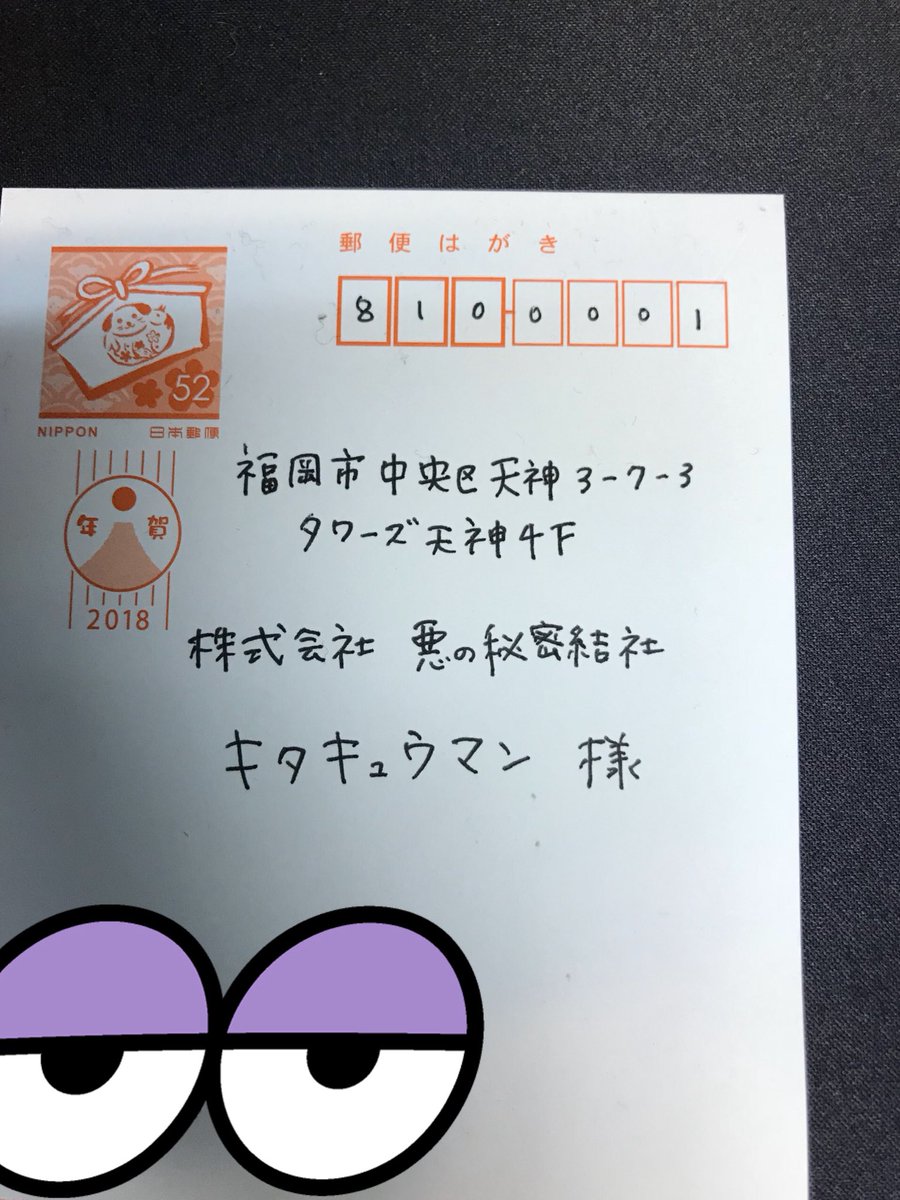 郵便はがき
8100001
52
NIPPON 日本郵便
年賀
2018
福岡市中央区天神3-7-3
タワーズ天神4F
株式会社 悪の秘密結社
キタキュウマン 様